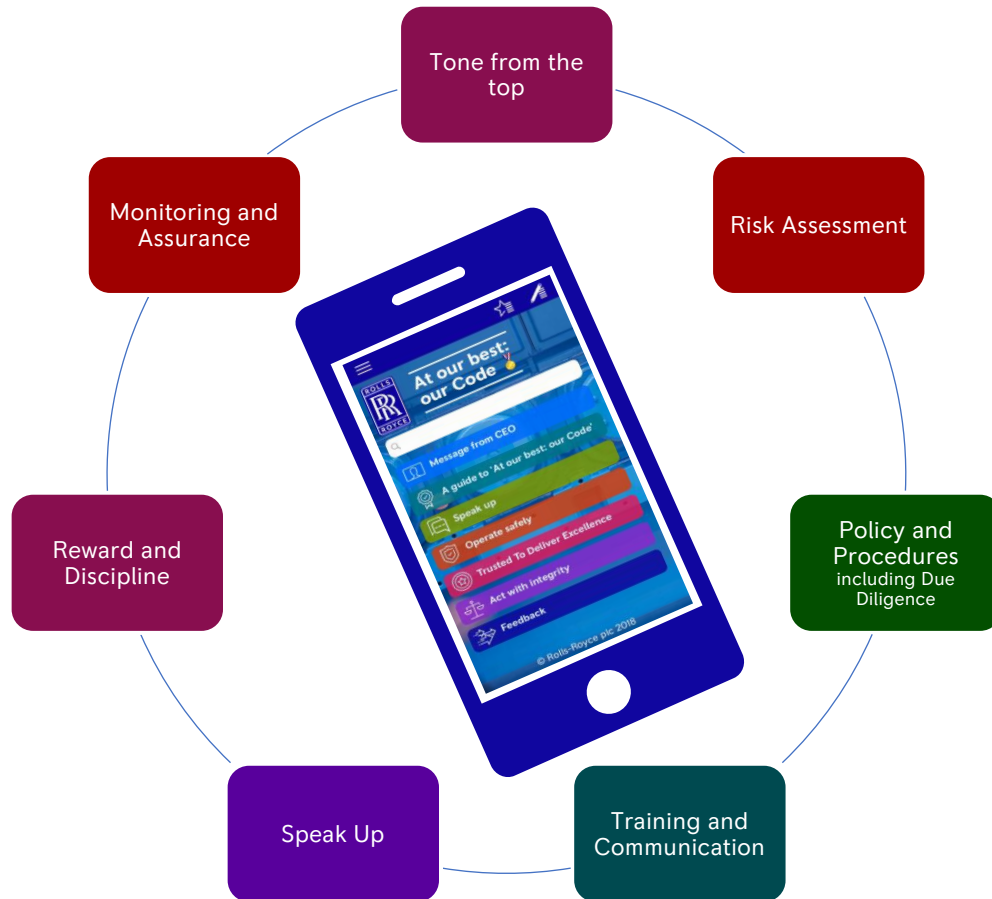 Tone from the
top
Monitoring and
Assurance
Risk Assessment
Reward and
Discipline
Policy and
Procedures
including Due
Diligence
Speak Up
Training and
Communication
At our best:
our Code
ROLLS
RR
ROYCE
Message from CEO
A guide to 'At our best: our Code'
Speak up
Operate safely
Trusted To Deliver Excellence
Act with integrity
Feedback
© Rolls-Royce plc 2018